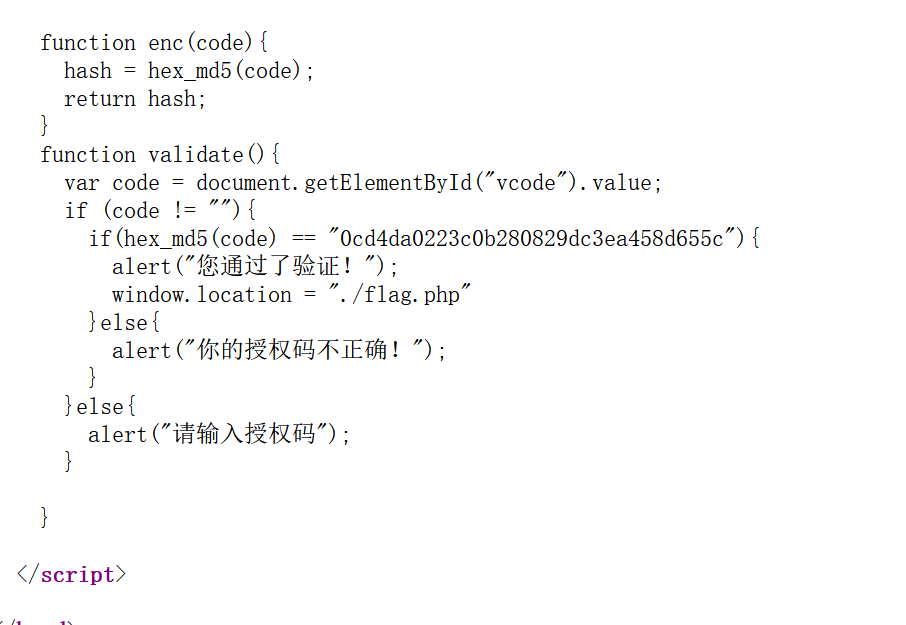 function enc(code){
hash = hex_md5(code);
return hash;
}
function validate(){
var code = document.getElementById("vcode").value;
if (code != ""){
if(hex_md5(code) == "0cd4da0223c0b280829dc3ea458d655c"){
alert("您通过了验证！");
window.location = "./flag.php"
}else{
alert("你的授权码不正确！");
}
}else{
alert("请输入授权码");
}
}
</script>